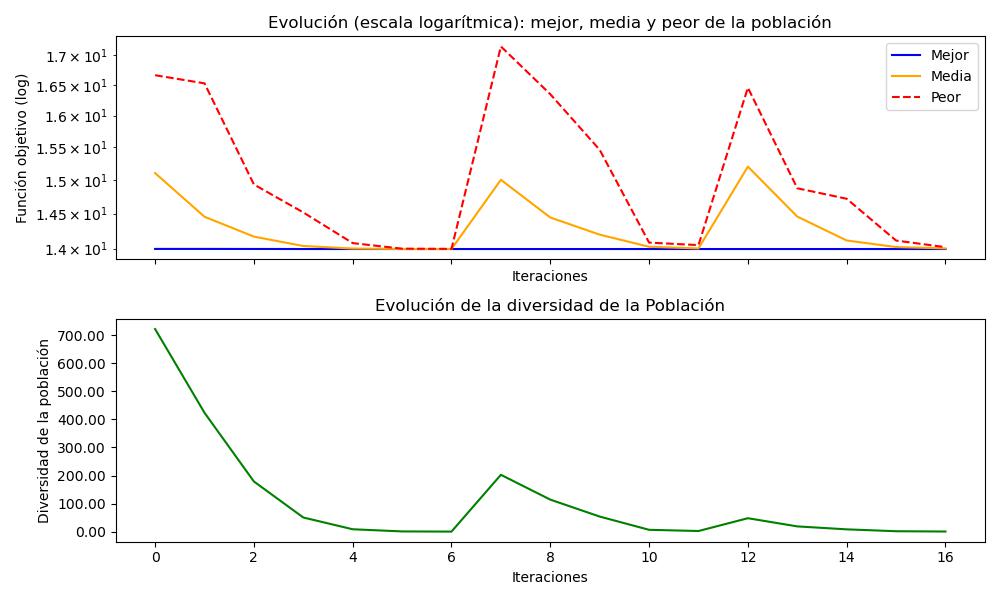 Evolución (escala logarítmica): mejor, media y peor de la población
Función objetivo (log)
1.7 × 10¹
1.65 × 10¹
1.6 × 10¹
1.55 × 10¹
1.5 × 10¹
1.45 × 10¹
1.4 × 10¹
Mejor
Media
Peor
Iteraciones
Evolución de la diversidad de la Población
Diversidad de la población
700.00
600.00
500.00
400.00
300.00
200.00
100.00
0.00
0 2 4 6 8 10 12 14 16
Iteraciones